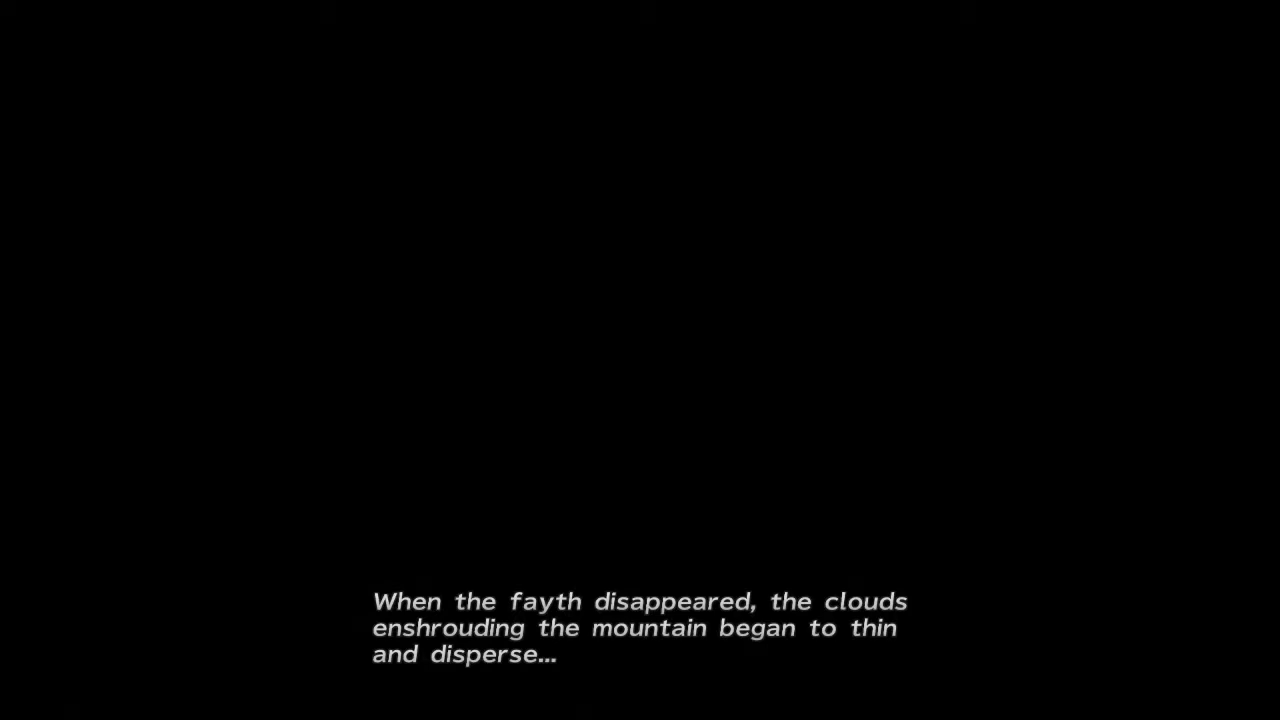 When the fayth disappeared, the clouds
enshrouding the mountain began to thin
and disperse...